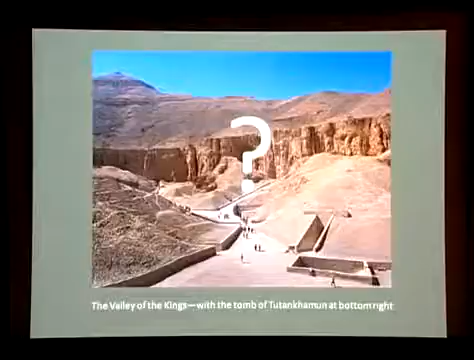 ?
The Valley of the Kings—with the tomb of Tutankhamun at bottom right